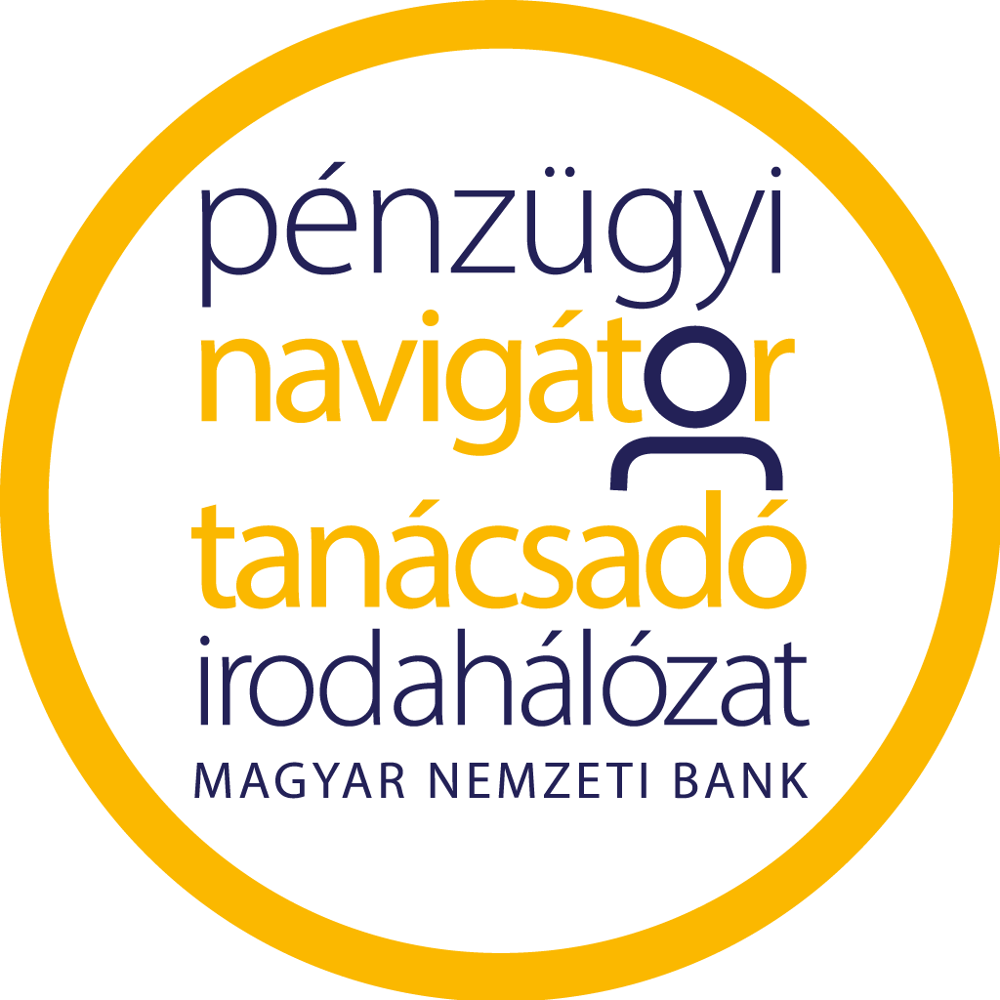 pénzügyi
navigátor
tanácsadó
irodahálózat
MAGYAR NEMZETI BANK